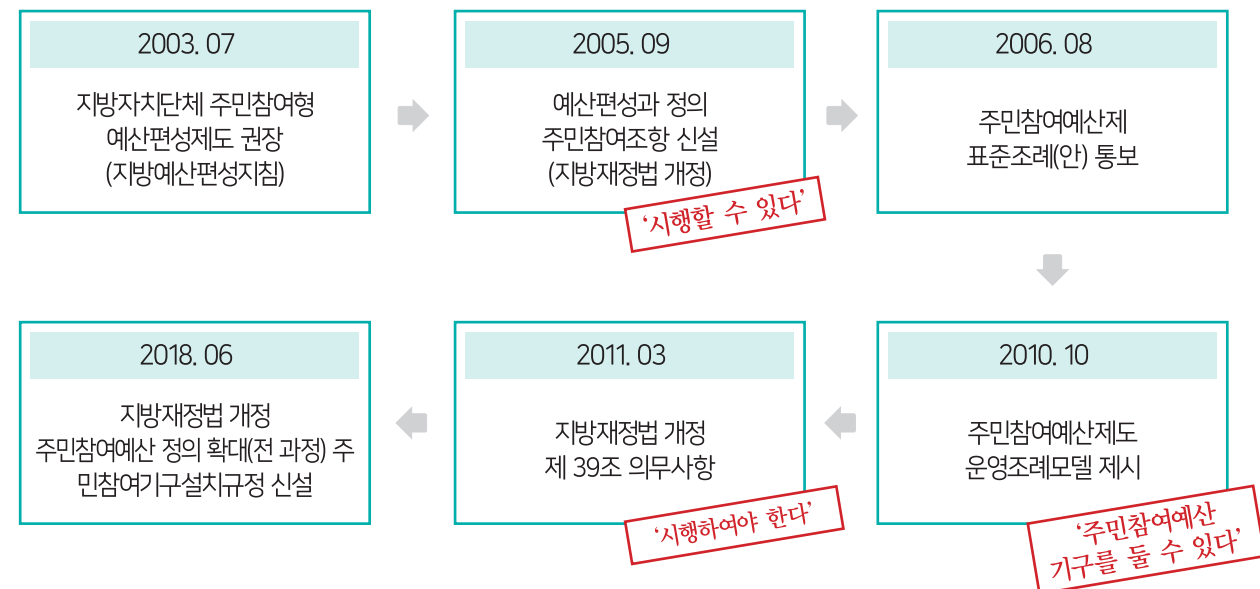 2003. 07
지방자치단체 주민참여형
예산편성제도 권장
(지방예산편성지침)
2005. 09
예산편성과 정의
주민참여조항 신설
(지방재정법 개정)
‘시행할 수 있다’
2006. 08
주민참여예산제
표준조례(안) 통보
2010. 10
주민참여예산제도
운영조례모델 제시
‘주민참여예산
기구를 둘 수 있다’
2011. 03
지방재정법 개정
제 39조 의무사항
‘시행하여야 한다’
2018. 06
지방재정법 개정
주민참여예산 정의 확대(전 과정) 주
민참여기구설치규정 신설